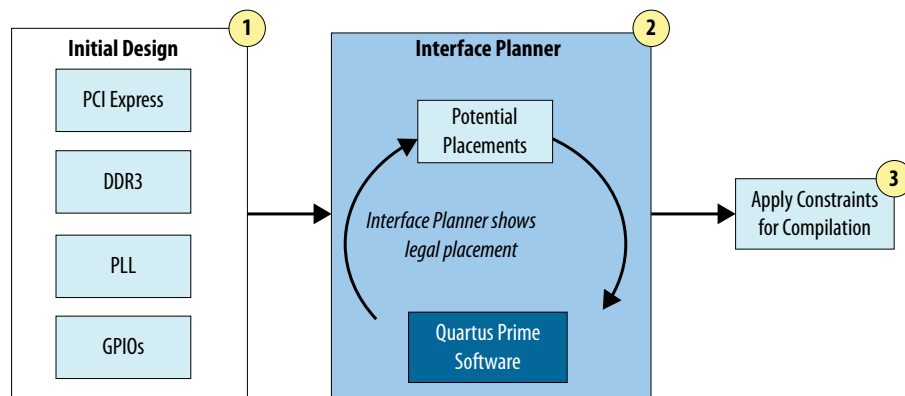 1
Initial Design
PCI Express
DDR3
PLL
GPIOs
2
Interface Planner
Potential
Placements
Interface Planner shows
legal placement
Quartus Prime
Software
3
Apply Constraints
for Compilation